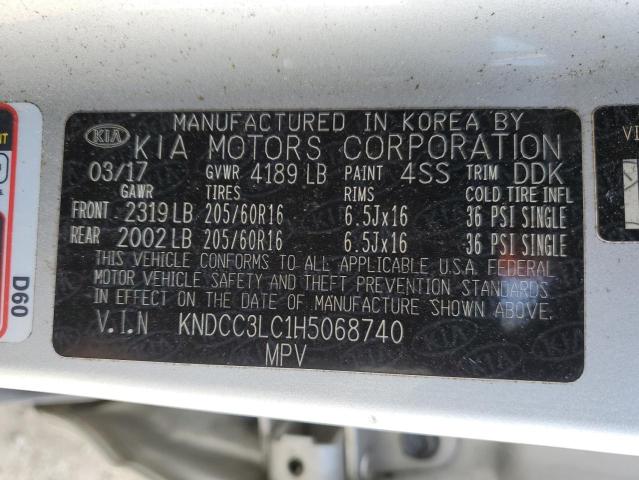 MANUFACTURED IN KOREA BY
KIA KIA MOTORS CORPORATION
03/17 GVWR 4189 LB PAINT 4SS TRIM DDK
GAWR TIRES RIMS COLD TIRE INFL
FRONT 2319 LB 205/60R16 6.5Jx16 36 PSI SINGLE
REAR 2002 LB 205/60R16 6.5Jx16 36 PSI SINGLE
THIS VEHICLE CONFORMS TO ALL APPLICABLE U.S.A. FEDERAL
MOTOR VEHICLE SAFETY AND THEFT PREVENTION STANDARDS
IN EFFECT ON THE DATE OF MANUFACTURE SHOWN ABOVE.
V.I.N KNDCC3LC1H5068740
MPV
D60